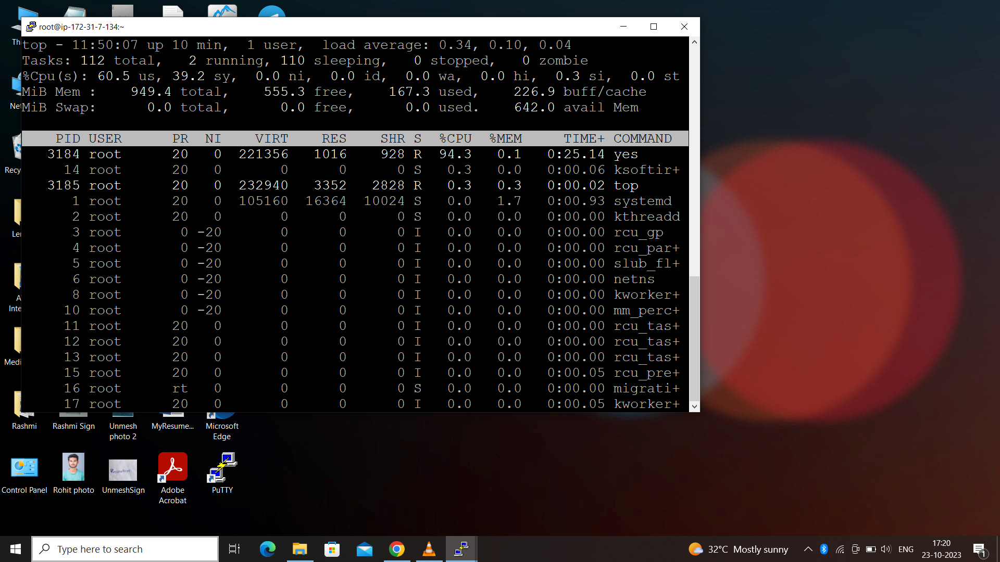 root@ip-172-31-7-134:~
top - 11:50:07 up 10 min,  1 user,  load average: 0.34, 0.10, 0.04
Tasks: 112 total,   2 running, 110 sleeping,   0 stopped,   0 zombie
%Cpu(s): 60.5 us, 39.2 sy,  0.0 ni,  0.0 id,  0.0 wa,  0.0 hi,  0.3 si,  0.0 st
MiB Mem :    949.4 total,    555.3 free,    167.3 used,    226.9 buff/cache
MiB Swap:      0.0 total,      0.0 free,      0.0 used.    642.0 avail Mem
PID USER      PR  NI    VIRT    RES    SHR S  %CPU  %MEM     TIME+ COMMAND
3184 root      20   0  221356   1016    928 R  94.3   0.1   0:25.14 yes
14 root      20   0       0      0      0 S   0.3   0.0   0:00.06 ksoftir+
3185 root      20   0  232940   3352   2828 R   0.3   0.3   0:00.02 top
1 root      20   0  105160  16364  10024 S   0.0   1.7   0:00.93 systemd
2 root      20   0       0      0      0 S   0.0   0.0   0:00.00 kthreadd
3 root       0 -20       0      0      0 I   0.0   0.0   0:00.00 rcu_gp
4 root       0 -20       0      0      0 I   0.0   0.0   0:00.00 rcu_par+
5 root       0 -20       0      0      0 I   0.0   0.0   0:00.00 slub_fl+
6 root       0 -20       0      0      0 I   0.0   0.0   0:00.00 netns
8 root       0 -20       0      0      0 I   0.0   0.0   0:00.00 kworker+
10 root       0 -20       0      0      0 I   0.0   0.0   0:00.00 mm_perc+
11 root      20   0       0      0      0 I   0.0   0.0   0:00.00 rcu_tas+
12 root      20   0       0      0      0 I   0.0   0.0   0:00.00 rcu_tas+
13 root      20   0       0      0      0 I   0.0   0.0   0:00.00 rcu_tas+
15 root      20   0       0      0      0 I   0.0   0.0   0:00.05 rcu_pre+
16 root      rt   0       0      0      0 S   0.0   0.0   0:00.00 migrati+
17 root      20   0       0      0      0 I   0.0   0.0   0:00.05 kworker+
Th
Net
Recy
Le
A
Inte
Medi
Rashmi
Rashmi Sign
Unmesh
photo 2
MyResume...
Microsoft
Edge
Control Panel
Rohit photo
UnmeshSign
Adobe
Acrobat
PuTTY
Type here to search
32°C Mostly sunny
ENG
17:20
23-10-2023
1